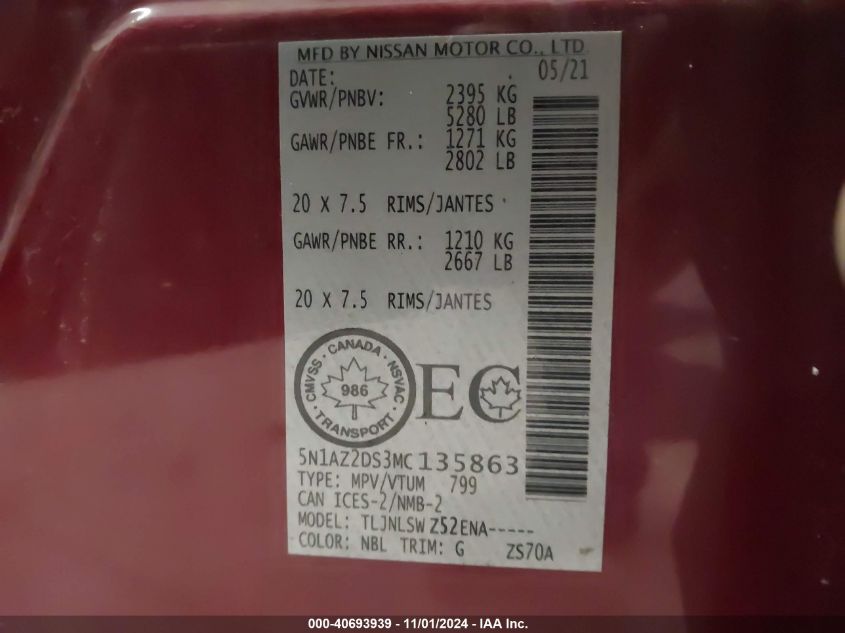 MFD BY NISSAN MOTOR CO., LTD
DATE: 05/21
GVWR/PNBV: 2395 KG
5280 LB
GAWR/PNBE FR.: 1271 KG
2802 LB
20 X 7.5 RIMS/JANTES
GAWR/PNBE RR.: 1210 KG
2667 LB
20 X 7.5 RIMS/JANTES
CMVSS · CANADA · NSVAC · TRANSPORT ·
986
EC
5N1AZ2DS3MC135863
TYPE: MPV/VTUM 799
CAN ICES-2/NMB-2
MODEL: TLJNLSW Z52ENA-----
COLOR: NBL TRIM: G ZS70A
000-40693939 • 11/01/2024 • IAA Inc.